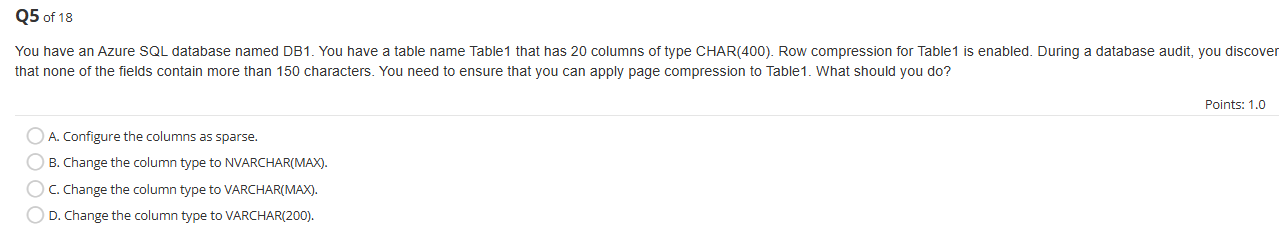 Q5 of 18
You have an Azure SQL database named DB1. You have a table name Table1 that has 20 columns of type CHAR(400). Row compression for Table1 is enabled. During a database audit, you discover
that none of the fields contain more than 150 characters. You need to ensure that you can apply page compression to Table1. What should you do?
Points: 1.0
A. Configure the columns as sparse.
B. Change the column type to NVARCHAR(MAX).
C. Change the column type to VARCHAR(MAX).
D. Change the column type to VARCHAR(200).